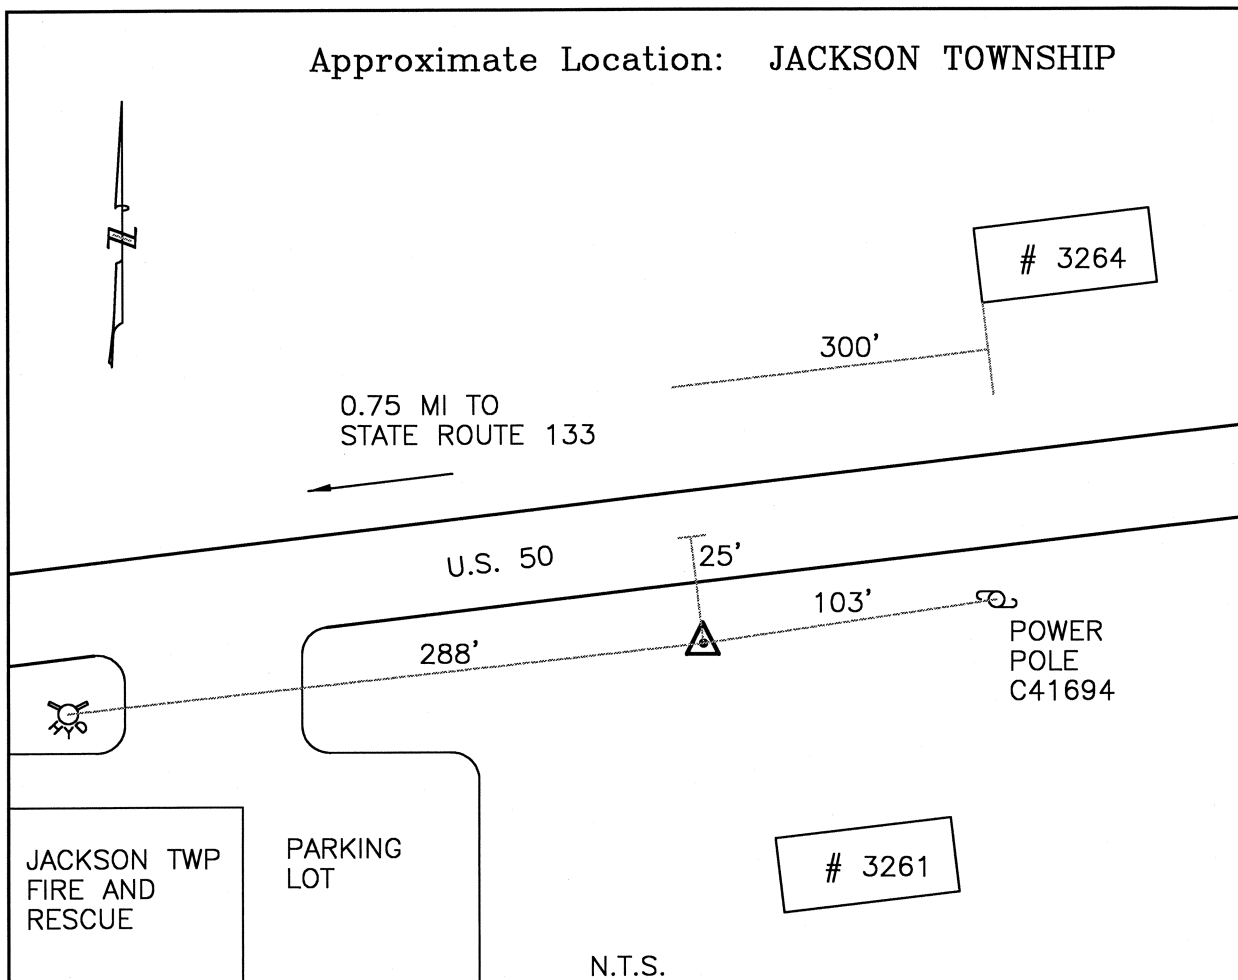 Approximate Location: JACKSON TOWNSHIP
N
# 3264
300'
0.75 MI TO
STATE ROUTE 133
U.S. 50
25'
103'
288'
POWER
POLE
C41694
HYD
JACKSON TWP
FIRE AND
RESCUE
PARKING
LOT
# 3261
N.T.S.